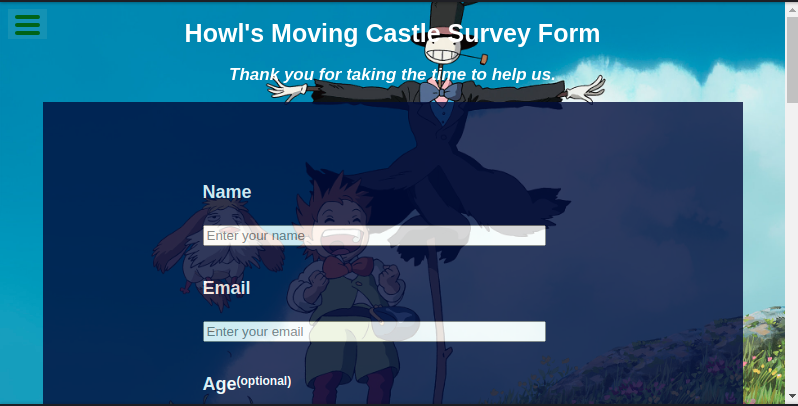 Howl's Moving Castle Survey Form
Thank you for taking the time to help us.
Name
Enter your name
Email
Enter your email
Age(optional)